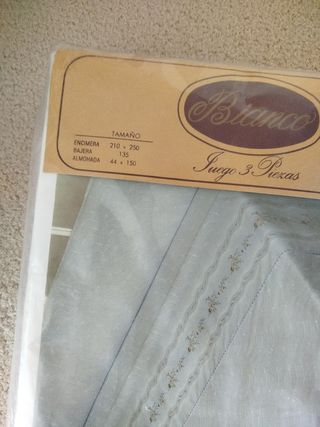 TAMAÑO
ENCIMERA 210 x 250
BAJERA 135
ALMOHADA 44 x 150
Bianco
Juego 3 Piezas